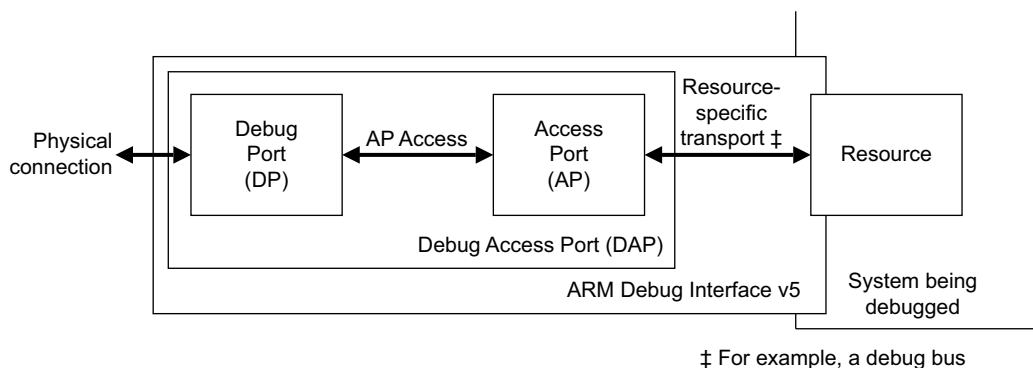 Physical
connection
Debug
Port
(DP)
AP Access
Access
Port
(AP)
Resource-
specific
transport ‡
Resource
Debug Access Port (DAP)
ARM Debug Interface v5
System being
debugged
‡ For example, a debug bus